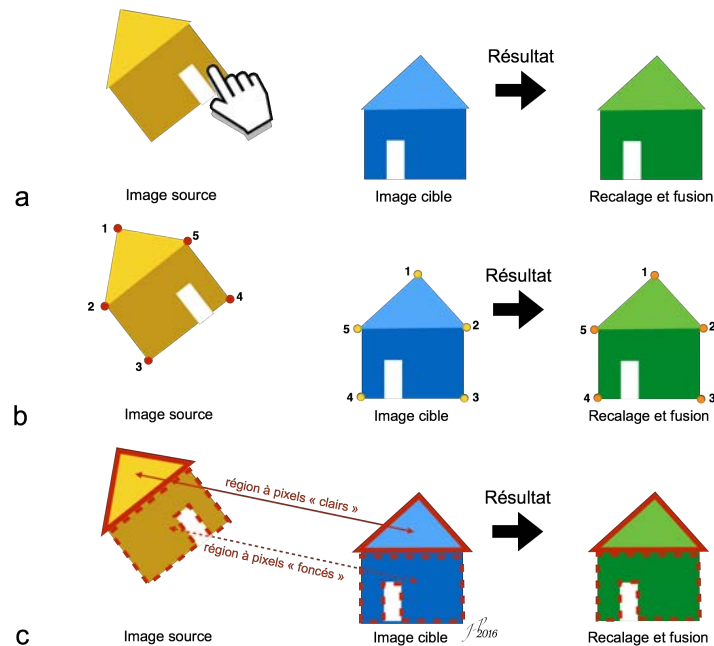 Résultat
a
Image source
Image cible
Recalage et fusion
1
5
2
4
3
Résultat
1
5
2
4
3
1
5
2
4
3
b
Image source
Image cible
Recalage et fusion
région à pixels « clairs »
région à pixels « foncés »
Résultat
c
Image source
Image cible
J-P 2016
Recalage et fusion